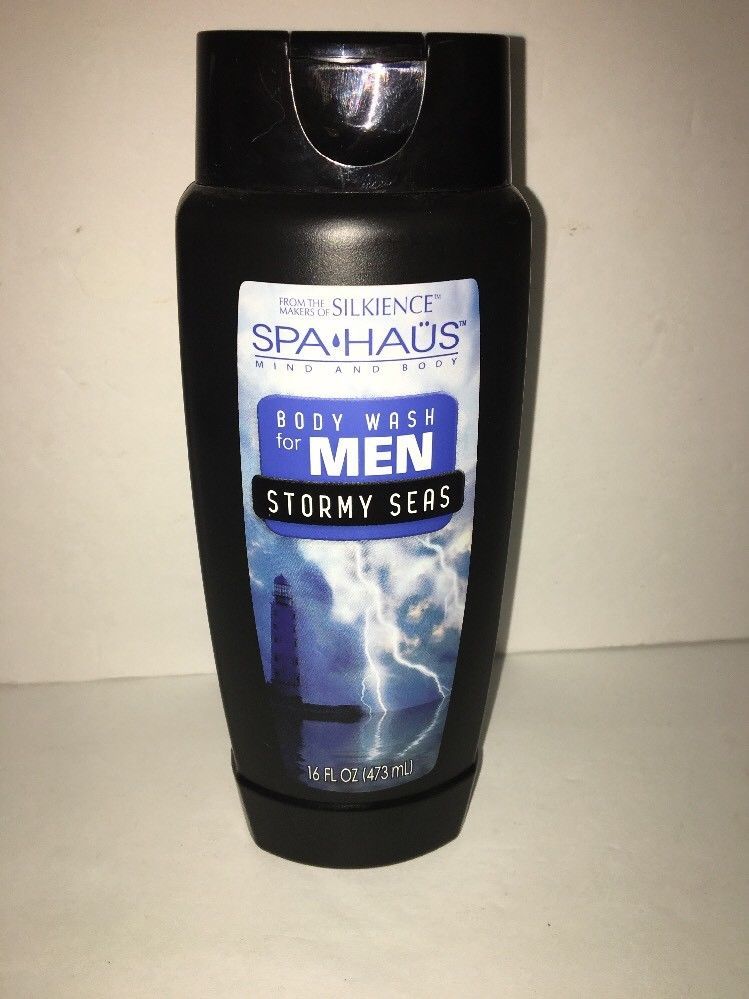 FROM THE
MAKERS OF SILKIENCE™
SPA HAÜS™
MIND AND BODY
BODY WASH
for MEN
STORMY SEAS
16 FL OZ (473 mL)